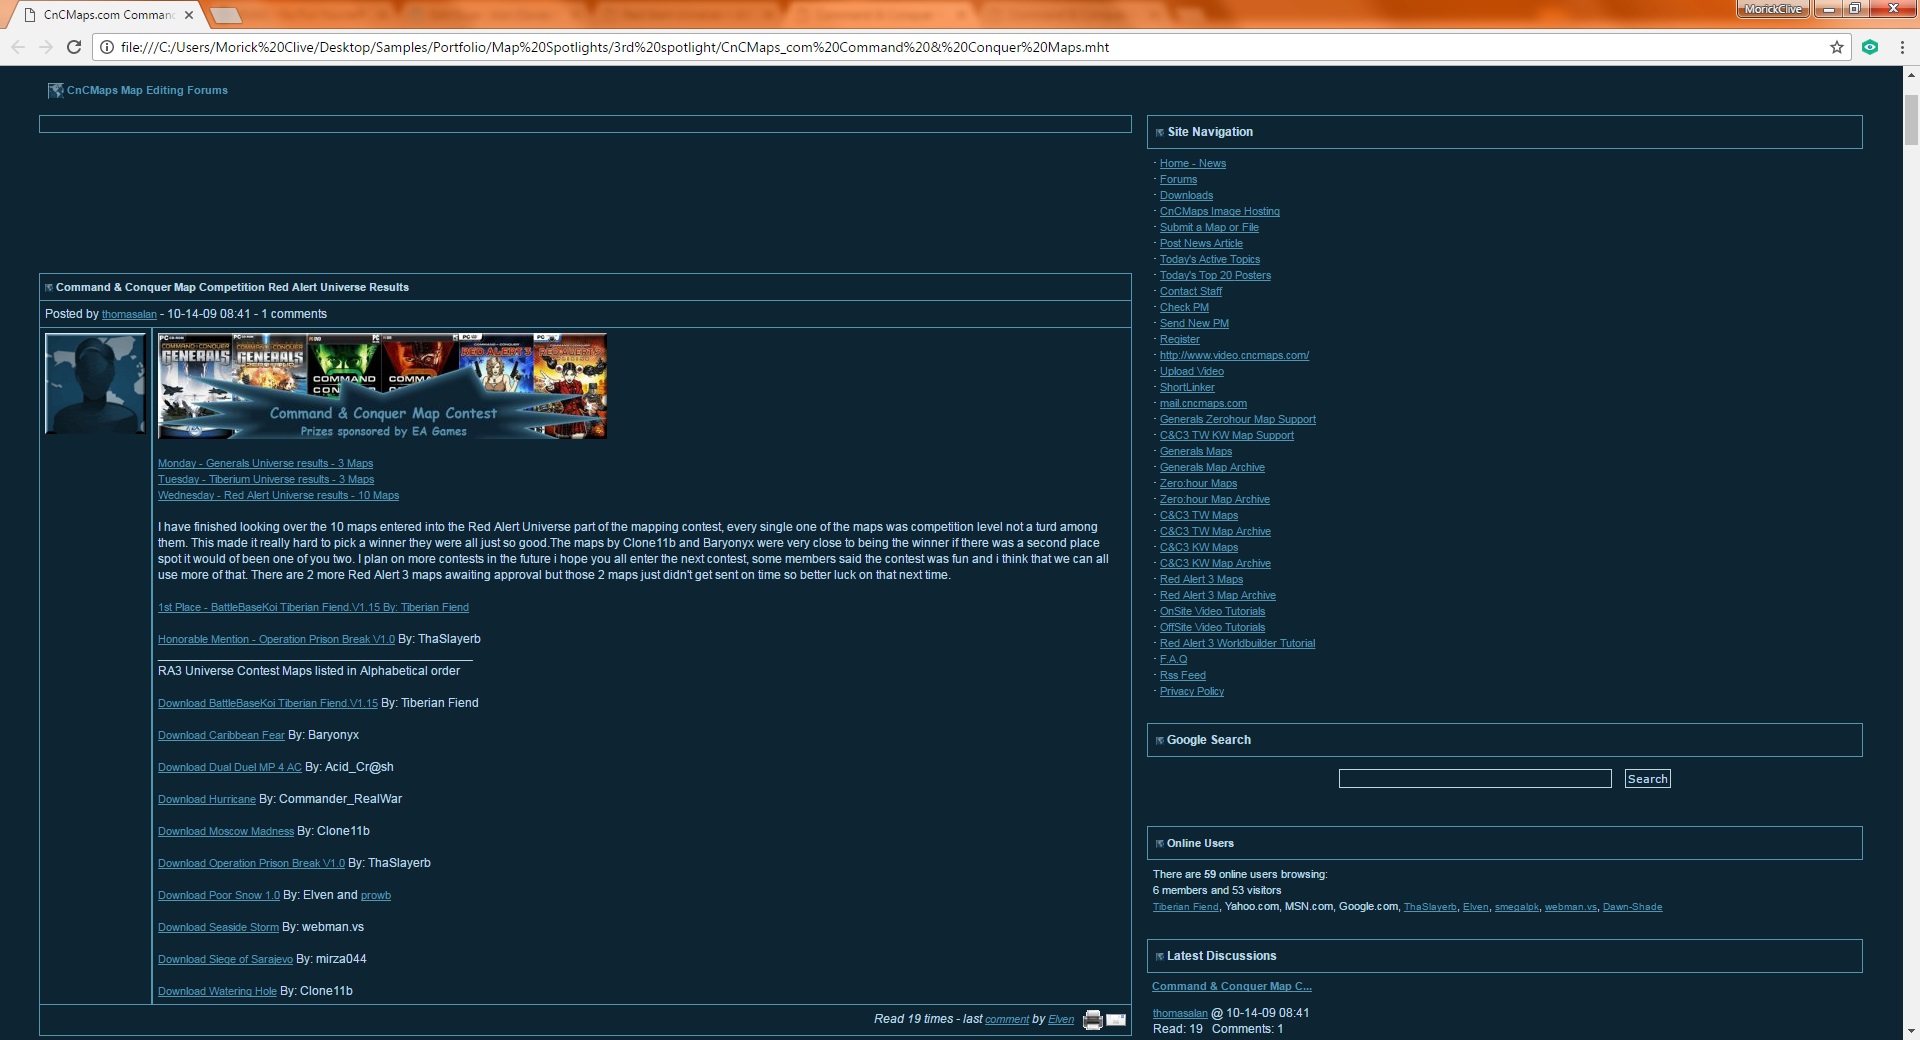 CnCMaps.com Comman
MorickClive
file:///C:/Users/Morick%20Clive/Desktop/Samples/Portfolio/Map%20Spotlights/3rd%20spotlight/CnCMaps_com%20Command%20&%20Conquer%20Maps.mht
CnCMaps Map Editing Forums
Command & Conquer Map Competition Red Alert Universe Results
Posted by thomasalan - 10-14-09 08:41 - 1 comments
GENERALS
GENERALS
COMMAND
COMMAND
RED ALERT 3
RED ALERT 3
Command & Conquer Map Contest
Prizes sponsored by EA Games
Monday - Generals Universe results - 3 Maps
Tuesday - Tiberium Universe results - 3 Maps
Wednesday - Red Alert Universe results - 10 Maps
I have finished looking over the 10 maps entered into the Red Alert Universe part of the mapping contest, every single one of the maps was competition level not a turd among
them. This made it really hard to pick a winner they were all just so good.The maps by Clone11b and Baryonyx were very close to being the winner if there was a second place
spot it would of been one of you two. I plan on more contests in the future i hope you all enter the next contest, some members said the contest was fun and i think that we can all
use more of that. There are 2 more Red Alert 3 maps awaiting approval but those 2 maps just didn't get sent on time so better luck on that next time.
1st Place - BattleBaseKoi Tiberian Fiend.V1.15 By: Tiberian Fiend
Honorable Mention - Operation Prison Break V1.0 By: ThaSlayerb
RA3 Universe Contest Maps listed in Alphabetical order
Download BattleBaseKoi Tiberian Fiend.V1.15 By: Tiberian Fiend
Download Caribbean Fear By: Baryonyx
Download Dual Duel MP 4 AC By: Acid_Cr@sh
Download Hurricane By: Commander_RealWar
Download Moscow Madness By: Clone11b
Download Operation Prison Break V1.0 By: ThaSlayerb
Download Poor Snow 1.0 By: Elven and prowb
Download Seaside Storm By: webman.vs
Download Siege of Sarajevo By: mirza044
Download Watering Hole By: Clone11b
Read 19 times - last comment by Elven
Site Navigation
· Home - News
· Forums
· Downloads
· CnCMaps Image Hosting
· Submit a Map or File
· Post News Article
· Today's Active Topics
· Today's Top 20 Posters
· Contact Staff
· Check PM
· Send New PM
· Register
· http://www.video.cncmaps.com/
· Upload Video
· ShortLinker
· mail.cncmaps.com
· Generals Zerohour Map Support
· C&C3 TW KW Map Support
· Generals Maps
· Generals Map Archive
· Zero:hour Maps
· Zero:hour Map Archive
· C&C3 TW Maps
· C&C3 TW Map Archive
· C&C3 KW Maps
· C&C3 KW Map Archive
· Red Alert 3 Maps
· Red Alert 3 Map Archive
· OnSite Video Tutorials
· OffSite Video Tutorials
· Red Alert 3 Worldbuilder Tutorial
· F.A.Q
· Rss Feed
· Privacy Policy
Google Search
Search
Online Users
There are 59 online users browsing:
6 members and 53 visitors
Tiberian Fiend, Yahoo.com, MSN.com, Google.com, ThaSlayerb, Elven, smegalpk, webman.vs, Dawn-Shade
Latest Discussions
Command & Conquer Map C...
thomasalan @ 10-14-09 08:41
Read: 19 Comments: 1